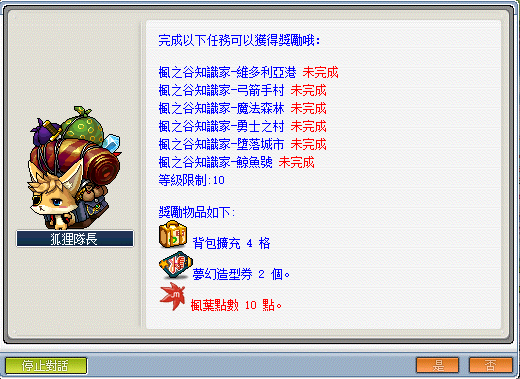 完成以下任務可以獲得獎勵哦:
楓之谷知識家-維多利亞港 未完成
楓之谷知識家-弓箭手村 未完成
楓之谷知識家-魔法森林 未完成
楓之谷知識家-勇士之村 未完成
楓之谷知識家-墮落城市 未完成
楓之谷知識家-鯨魚號 未完成
等級限制:10
獎勵物品如下:
背包擴充 4 格
夢幻造型券 2 個。
楓葉點數 10 點。
狐狸隊長
停止對話
是
否